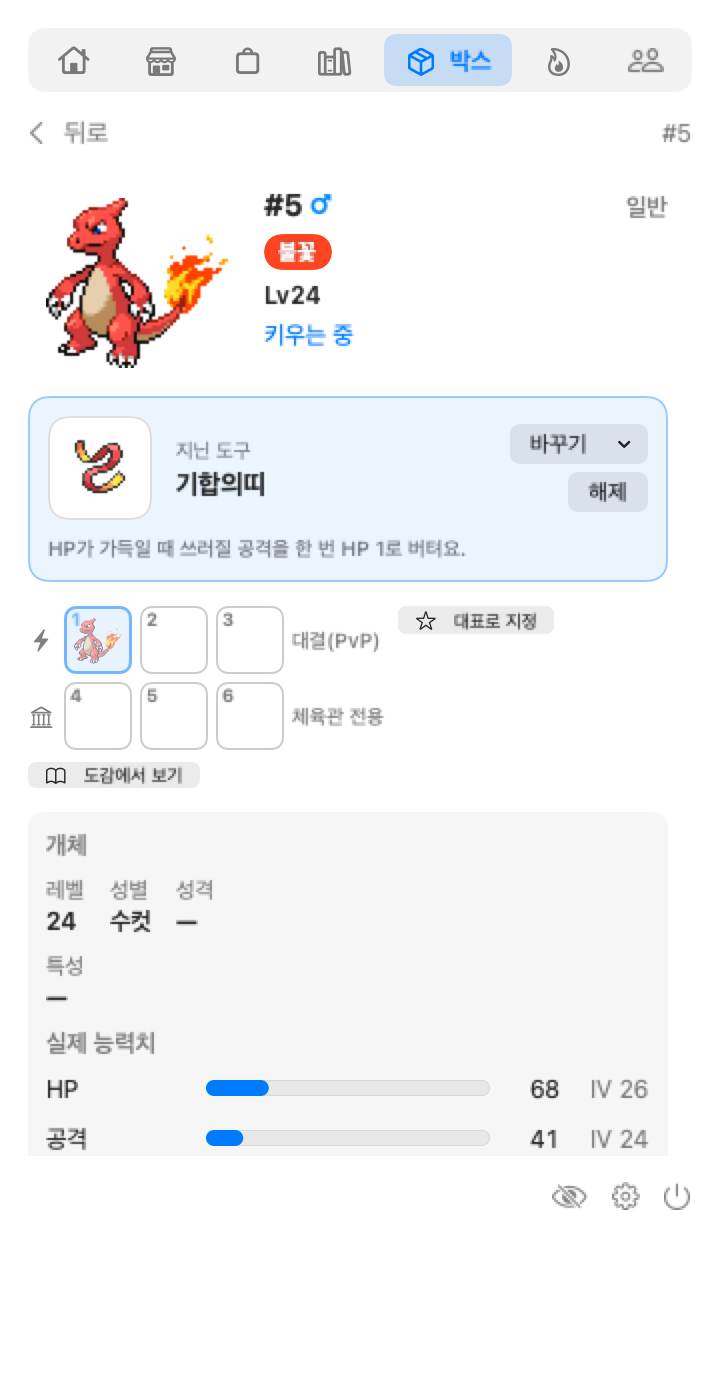 박스
뒤로
#5
#5 ♂
일반
불꽃
Lv24
키우는 중
지닌 도구
기합의띠
바꾸기
해제
HP가 가득일 때 쓰러질 공격을 한 번 HP 1로 버텨요.
1 2 3 대결(PvP)
대표로 지정
4 5 6 체육관 전용
도감에서 보기
개체
레벨 성별 성격
24 수컷 —
특성
—
실제 능력치
HP 68 IV 26
공격 41 IV 24